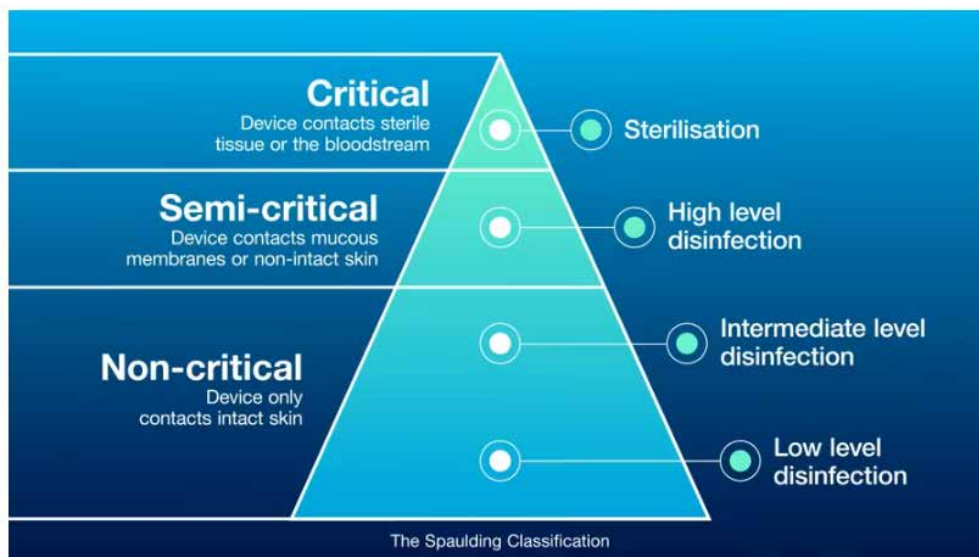 Critical
Device contacts sterile
tissue or the bloodstream
Sterilisation
Semi-critical
Device contacts mucous
membranes or non-intact skin
High level
disinfection
Non-critical
Device only
contacts intact skin
Intermediate level
disinfection
Low level
disinfection
The Spaulding Classification